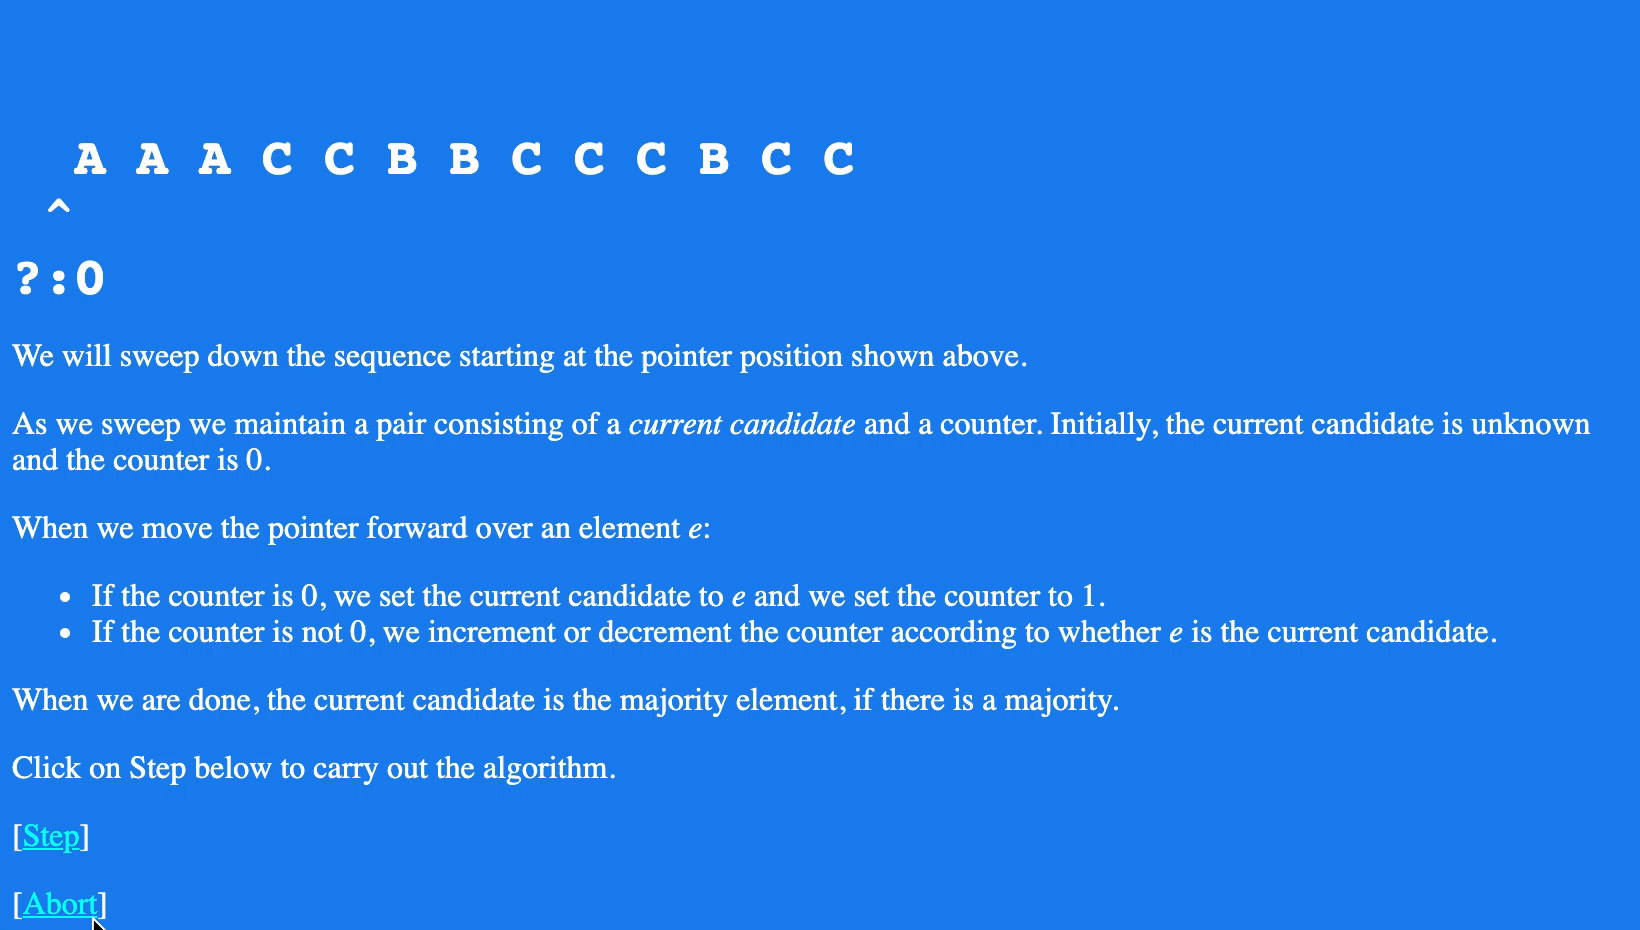 A A A C C B B C C C B C C
^
?:0
We will sweep down the sequence starting at the pointer position shown above.
As we sweep we maintain a pair consisting of a current candidate and a counter. Initially, the current candidate is unknown
and the counter is 0.
When we move the pointer forward over an element e:
• If the counter is 0, we set the current candidate to e and we set the counter to 1.
• If the counter is not 0, we increment or decrement the counter according to whether e is the current candidate.
When we are done, the current candidate is the majority element, if there is a majority.
Click on Step below to carry out the algorithm.
[Step]
[Abort]